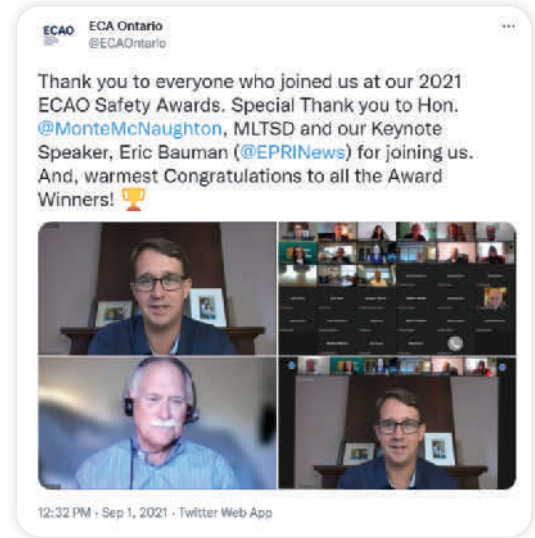 ECAO
ECA Ontario
@ECAOntario
Thank you to everyone who joined us at our 2021
ECAO Safety Awards. Special Thank you to Hon.
@MonteMcNaughton, MLTSD and our Keynote
Speaker, Eric Bauman (@EPRINews) for joining us.
And, warmest Congratulations to all the Award
Winners! 🏆
12:32 PM · Sep 1, 2021 · Twitter Web App